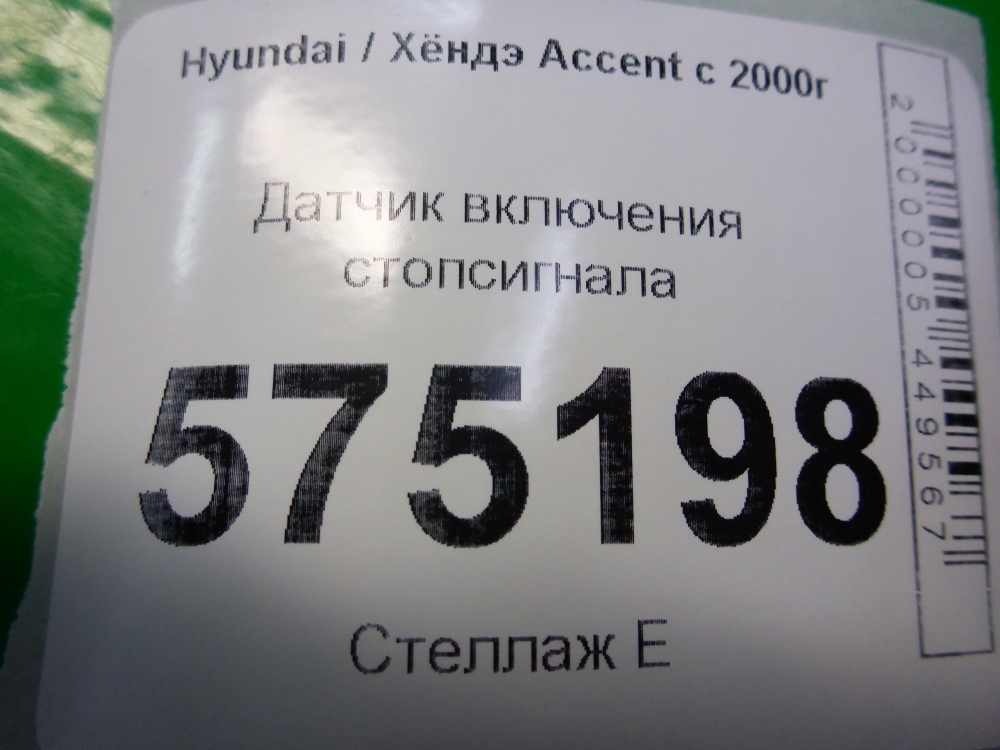 Hyundai / Хёндэ Accent с 2000г
Датчик включения
стопсигнала
575198
Стеллаж Е
2000005449567